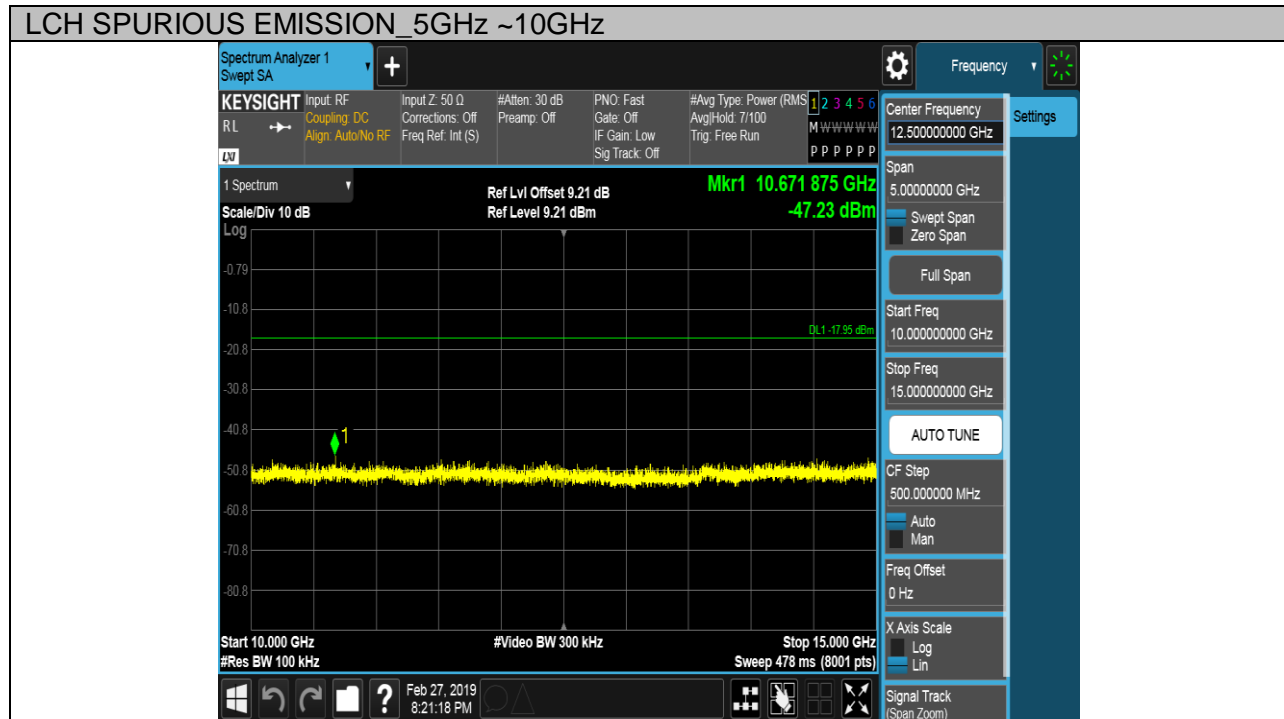 LCH SPURIOUS EMISSION_5GHz ~10GHz
Spectrum Analyzer 1
Swept SA
+
Frequency
KEYSIGHT
RL
LXI
Input: RF
Coupling: DC
Align: Auto/No RF
Input Z: 50 Ω
Corrections: Off
Freq Ref: Int (S)
#Atten: 30 dB
Preamp: Off
PNO: Fast
Gate: Off
IF Gain: Low
Sig Track: Off
#Avg Type: Power (RMS
Avg|Hold: 7/100
Trig: Free Run
1 2 3 4 5 6
M W W W W W
P P P P P P
1 Spectrum
Scale/Div 10 dB
Ref Lvl Offset 9.21 dB
Ref Level 9.21 dBm
Mkr1 10.671 875 GHz
-47.23 dBm
Log
-0.79
-10.8
DL1 -17.95 dBm
-20.8
-30.8
-40.8
1
-50.8
-60.8
-70.8
-80.8
Start 10.000 GHz
#Res BW 100 kHz
#Video BW 300 kHz
Stop 15.000 GHz
Sweep 478 ms (8001 pts)
?
Feb 27, 2019
8:21:18 PM
Center Frequency
12.500000000 GHz
Settings
Span
5.00000000 GHz
Swept Span
Zero Span
Full Span
Start Freq
10.000000000 GHz
Stop Freq
15.000000000 GHz
AUTO TUNE
CF Step
500.000000 MHz
Auto
Man
Freq Offset
0 Hz
X Axis Scale
Log
Lin
Signal Track
(Span Zoom)